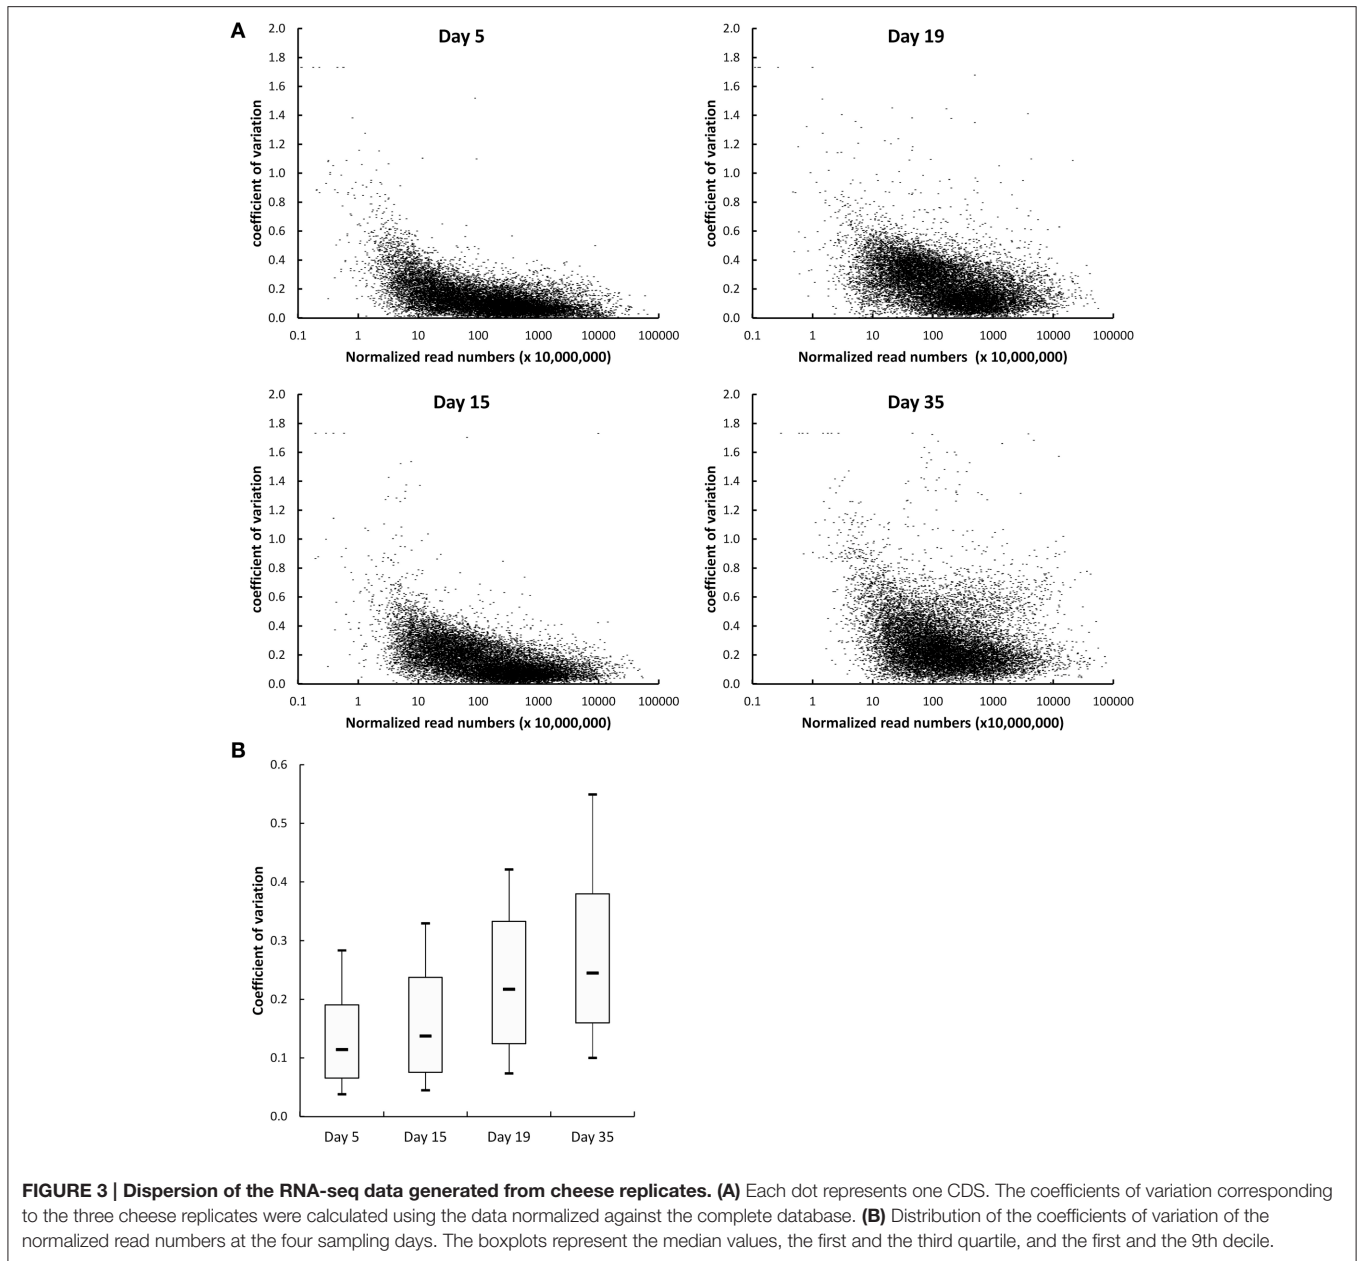 A
Day 5
2.0
1.8
1.6
1.4
1.2
1.0
0.8
0.6
0.4
0.2
0.0
coefficient of variation
0.1 1 10 100 1000 10000 100000
Normalized read numbers (x 10,000,000)
Day 19
2.0
1.8
1.6
1.4
1.2
1.0
0.8
0.6
0.4
0.2
0.0
coefficient of variation
0.1 1 10 100 1000 10000 100000
Normalized read numbers (x 10,000,000)
Day 15
2.0
1.8
1.6
1.4
1.2
1.0
0.8
0.6
0.4
0.2
0.0
coefficient of variation
0.1 1 10 100 1000 10000 100000
Normalized read numbers (x 10,000,000)
Day 35
2.0
1.8
1.6
1.4
1.2
1.0
0.8
0.6
0.4
0.2
0.0
coefficient of variation
0.1 1 10 100 1000 10000 100000
Normalized read numbers (x10,000,000)
B
0.6
0.5
0.4
0.3
0.2
0.1
0.0
Coefficient of variation
Day 5 Day 15 Day 19 Day 35
FIGURE 3 | Dispersion of the RNA-seq data generated from cheese replicates. (A) Each dot represents one CDS. The coefficients of variation corresponding
to the three cheese replicates were calculated using the data normalized against the complete database. (B) Distribution of the coefficients of variation of the
normalized read numbers at the four sampling days. The boxplots represent the median values, the first and the third quartile, and the first and the 9th decile.